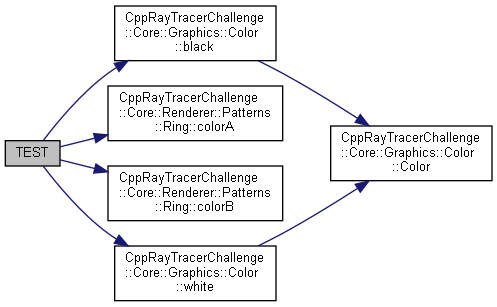 CppRayTracerChallenge
::Core::Graphics::Color
::black
CppRayTracerChallenge
::Core::Renderer::Patterns
::Ring::colorA
TEST
CppRayTracerChallenge
::Core::Graphics::Color
::Color
CppRayTracerChallenge
::Core::Renderer::Patterns
::Ring::colorB
CppRayTracerChallenge
::Core::Graphics::Color
::white